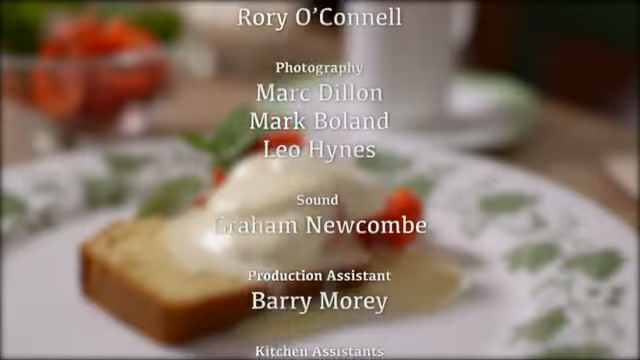 Rory O’Connell
Photography
Marc Dillon
Mark Boland
Leo Hynes
Sound
Graham Newcombe
Production Assistant
Barry Morey
Kitchen Assistants